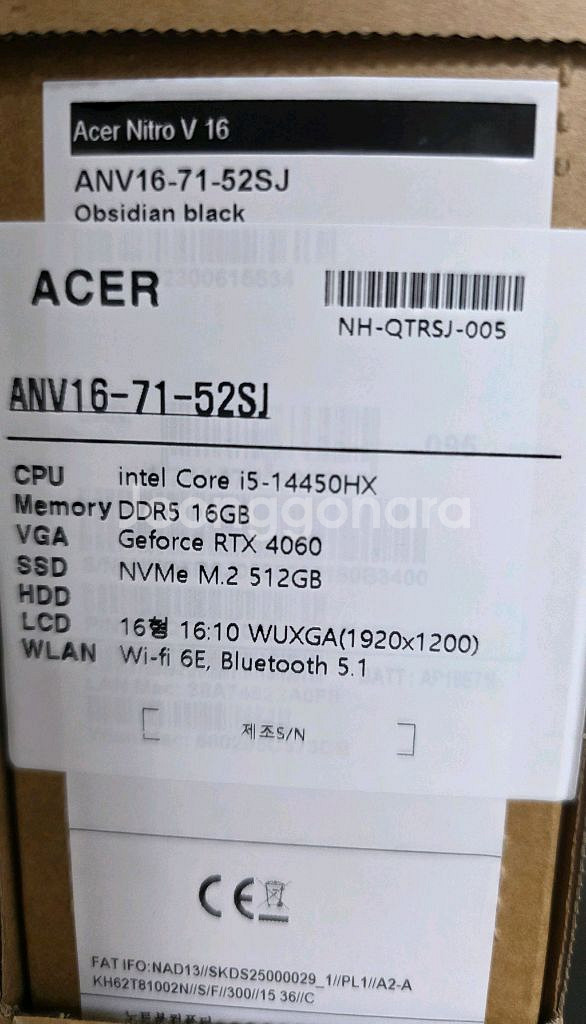 Acer Nitro V 16
ANV16-71-52SJ
Obsidian black
ACER
NH-QTRSJ-005
ANV16-71-52SJ
CPU intel Core i5-14450HX
Memory DDR5 16GB
VGA Geforce RTX 4060
SSD NVMe M.2 512GB
HDD
LCD 16형 16:10 WUXGA(1920x1200)
WLAN Wi-fi 6E, Bluetooth 5.1
제조S/N
CE
FAT IFO:NAD13//SKDS25000029_1//PL1//A2-A
KH62T81002N//S/F//300//15 36//C